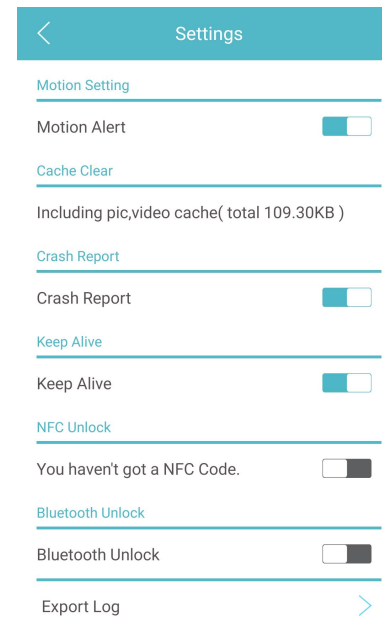 Settings
Motion Setting
Motion Alert
Cache Clear
Including pic,video cache( total 109.30KB )
Crash Report
Crash Report
Keep Alive
Keep Alive
NFC Unlock
You haven't got a NFC Code.
Bluetooth Unlock
Bluetooth Unlock
Export Log